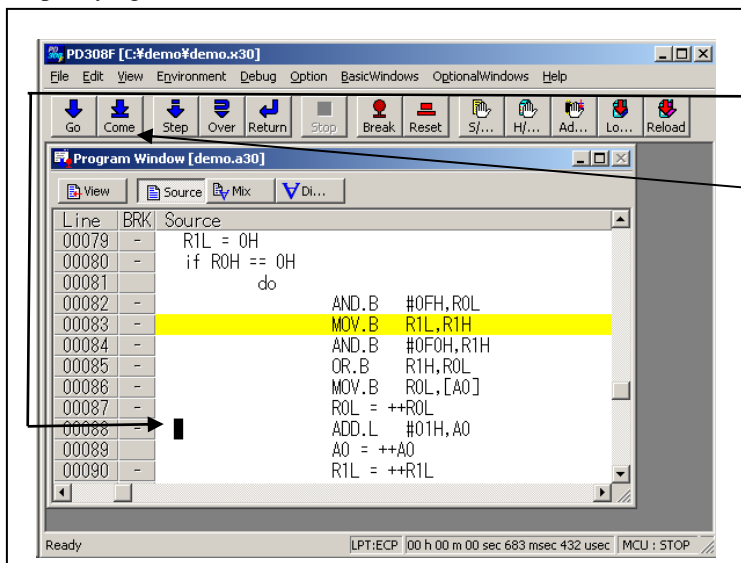 PD308F [C:¥demo¥demo.x30]
File Edit View Environment Debug Option BasicWindows OptionalWindows Help
Go Come Step Over Return Stop Break Reset S/... H/... Ad... Lo... Reload
Program Window [demo.a30]
View Source Mix Di...
Line BRK Source
00079 - R1L = 0H
00080 - if R0H == 0H
00081 do
00082 - AND.B #0FH,R0L
00083 - MOV.B R1L,R1H
00084 - AND.B #0F0H,R1H
00085 - OR.B R1H,R0L
00086 - MOV.B R0L,[A0]
00087 - R0L = ++R0L
00088 - ADD.L #01H,A0
00089 A0 = ++A0
00090 - R1L = ++R1L
Ready LPT:ECP 00 h 00 m 00 sec 683 msec 432 usec MCU : STOP